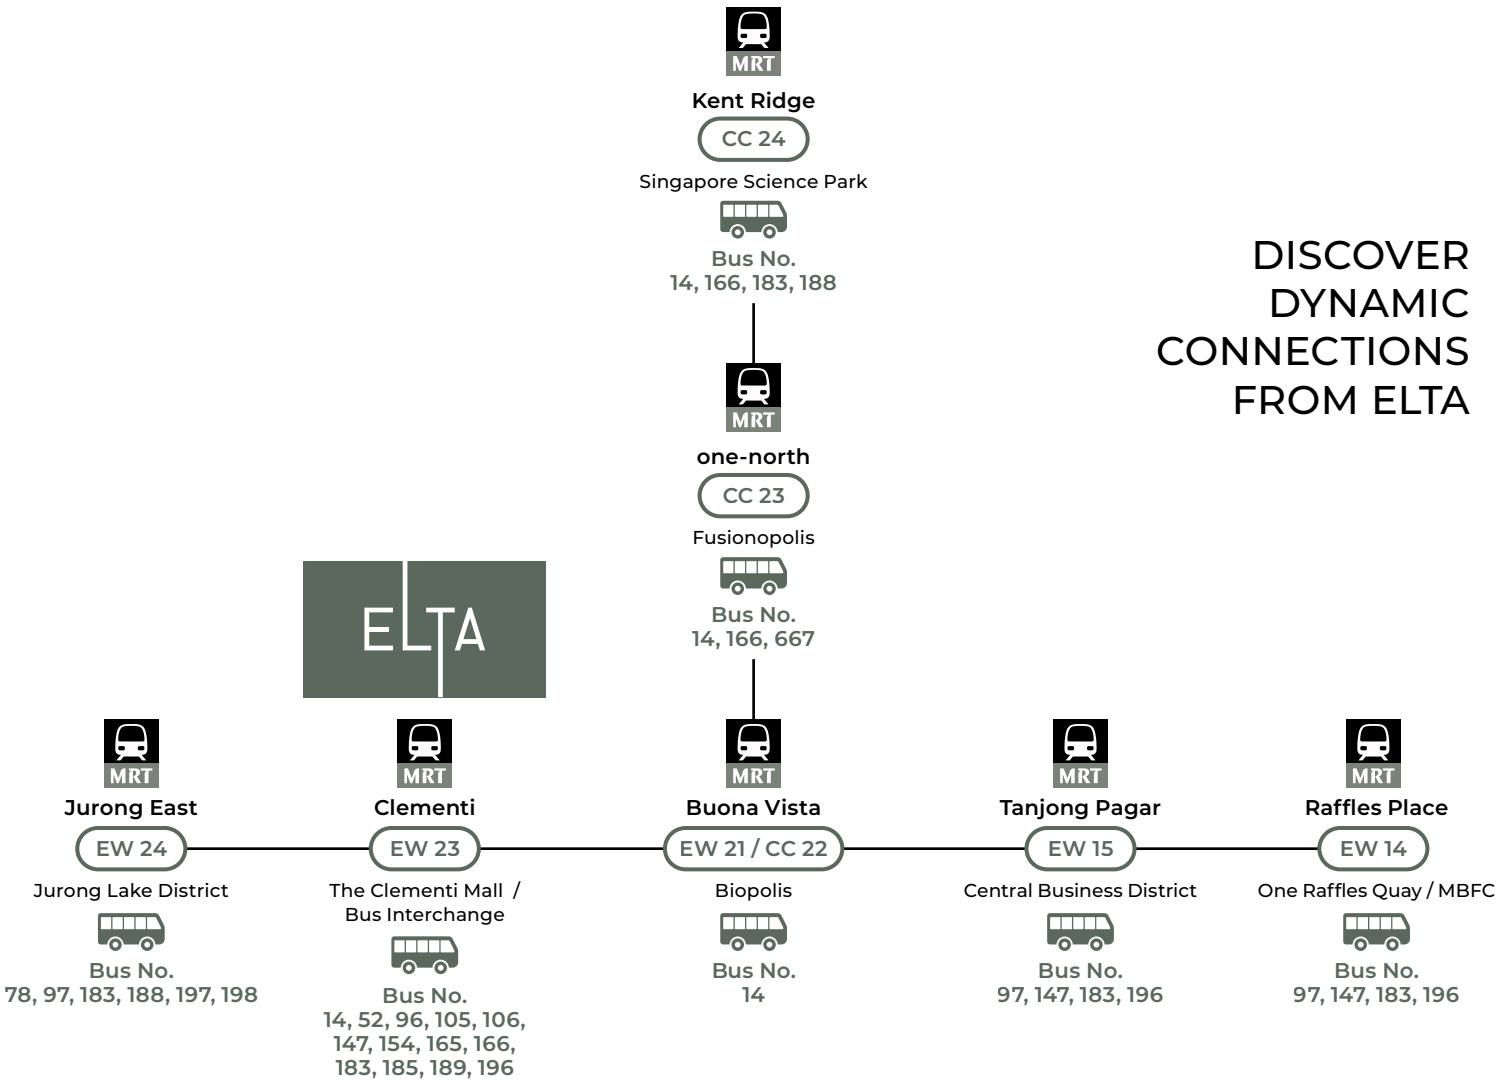 MRT
Kent Ridge
CC 24
Singapore Science Park
Bus No.
14, 166, 183, 188
DISCOVER
DYNAMIC
CONNECTIONS
FROM ELTA
MRT
one-north
CC 23
Fusionopolis
Bus No.
14, 166, 667
ELTA
MRT
Jurong East
EW 24
Jurong Lake District
Bus No.
78, 97, 183, 188, 197, 198
MRT
Clementi
EW 23
The Clementi Mall /
Bus Interchange
Bus No.
14, 52, 96, 105, 106,
147, 154, 165, 166,
183, 185, 189, 196
MRT
Buona Vista
EW 21 / CC 22
Biopolis
Bus No.
14
MRT
Tanjong Pagar
EW 15
Central Business District
Bus No.
97, 147, 183, 196
MRT
Raffles Place
EW 14
One Raffles Quay / MBFC
Bus No.
97, 147, 183, 196